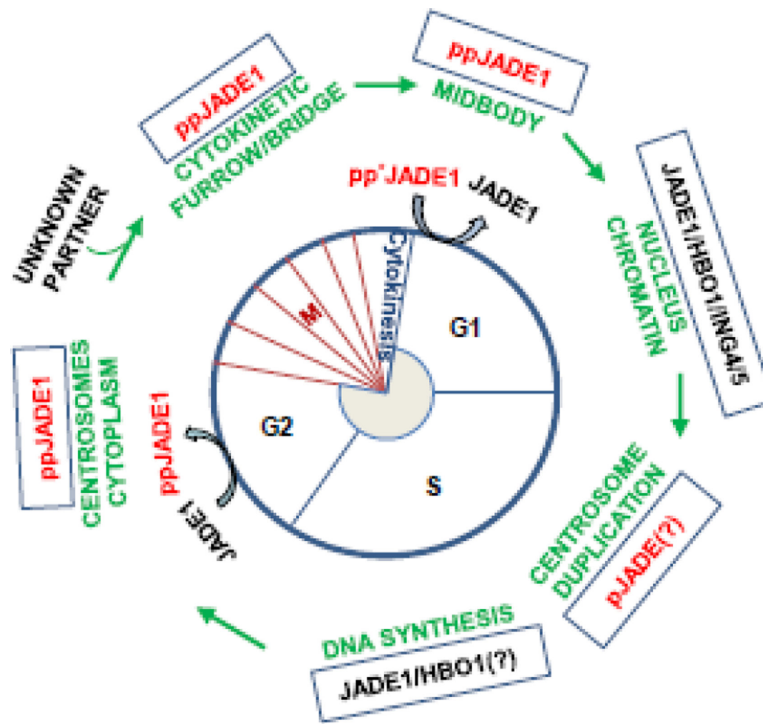 ppJADE1
CYTOKINETIC
FURROW/BRIDGE
ppJADE1
MIDBODY
JADE1/HBO1/ING4/5
NUCLEUS
CHROMATIN
pJADE(?)
CENTROSOME
DUPLICATION
DNA SYNTHESIS
JADE1/HBO1(?)
ppJADE1
CENTROSOMES
CYTOPLASM
UNKNOWN
PARTNER
pp*JADE1
JADE1
ppJADE1
JADE1
Cytokinesis
M
G1
G2
S